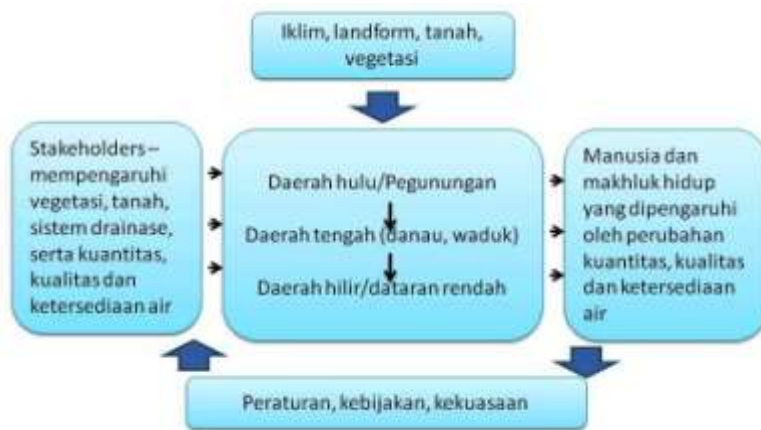 Iklim, landform, tanah,
vegetasi
Stakeholders –
mempengaruhi
vegetasi, tanah,
sistem drainase,
serta kuantitas,
kualitas dan
ketersediaan air
Daerah hulu/Pegunungan
Daerah tengah (danau, waduk)
Daerah hilir/dataran rendah
Manusia dan
makhluk hidup
yang dipengaruhi
oleh perubahan
kuantitas, kualitas
dan ketersediaan
air
Peraturan, kebijakan, kekuasaan